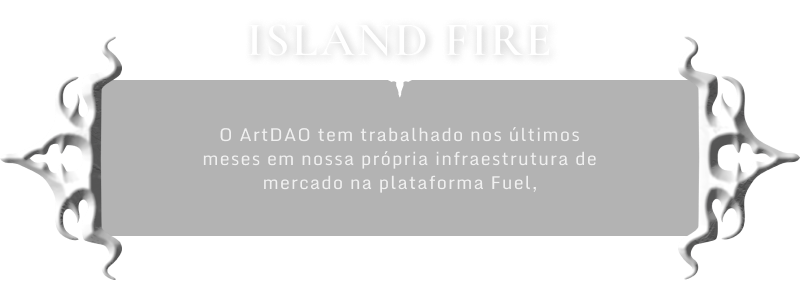 ISLAND FIRE
O ArtDAO tem trabalhado nos últimos
meses em nossa própria infraestrutura de
mercado na plataforma Fuel,